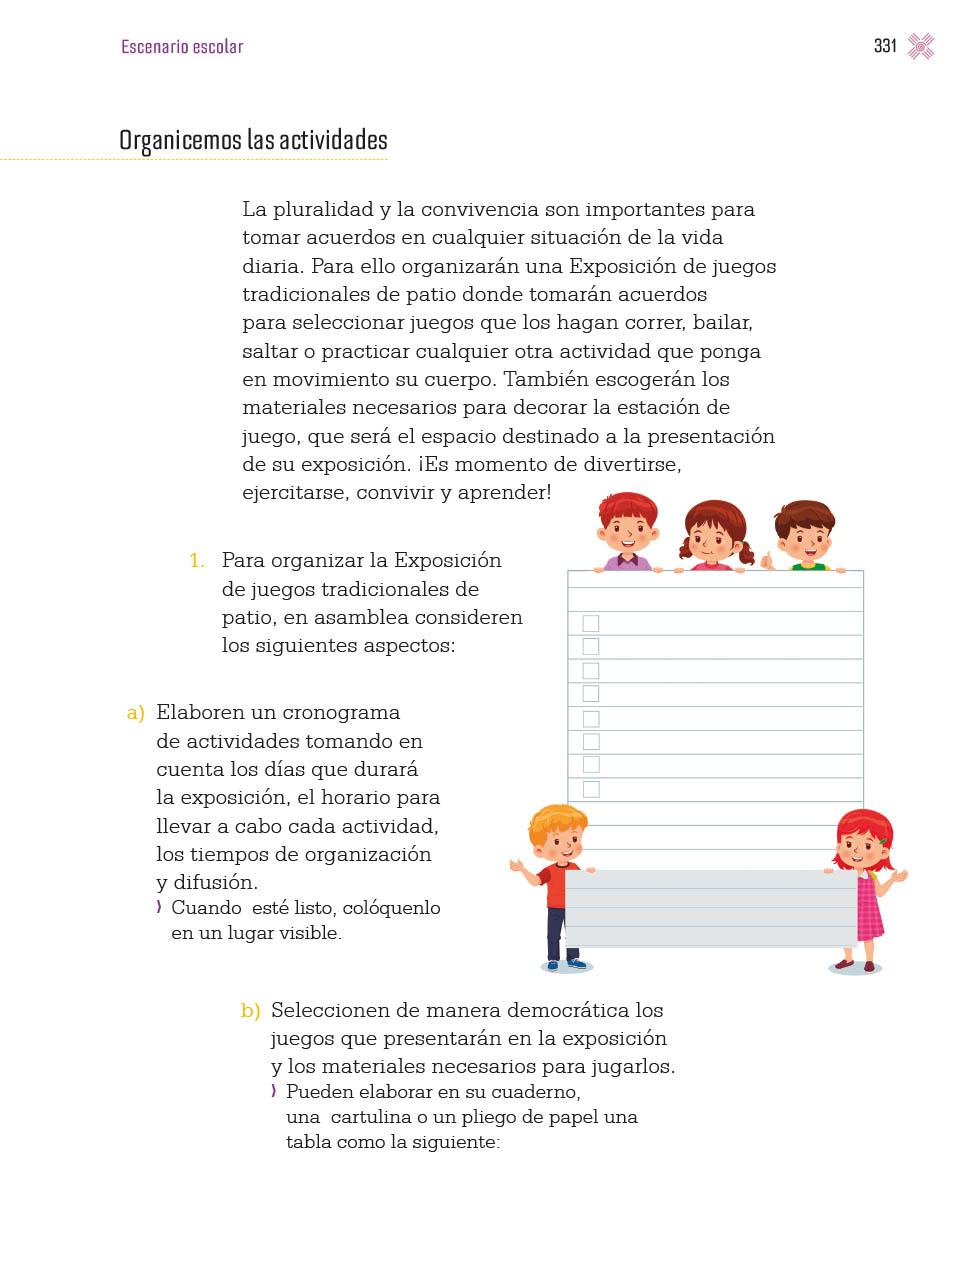 Escenario escolar
331
Organicemos las actividades
La pluralidad y la convivencia son importantes para
tomar acuerdos en cualquier situación de la vida
diaria. Para ello organizarán una Exposición de juegos
tradicionales de patio donde tomarán acuerdos
para seleccionar juegos que los hagan correr, bailar,
saltar o practicar cualquier otra actividad que ponga
en movimiento su cuerpo. También escogerán los
materiales necesarios para decorar la estación de
juego, que será el espacio destinado a la presentación
de su exposición. ¡Es momento de divertirse,
ejercitarse, convivir y aprender!
1. Para organizar la Exposición
de juegos tradicionales de
patio, en asamblea consideren
los siguientes aspectos:
a) Elaboren un cronograma
de actividades tomando en
cuenta los días que durará
la exposición, el horario para
llevar a cabo cada actividad,
los tiempos de organización
y difusión.
⟩ Cuando esté listo, colóquenlo
en un lugar visible.
b) Seleccionen de manera democrática los
juegos que presentarán en la exposición
y los materiales necesarios para jugarlos.
⟩ Pueden elaborar en su cuaderno,
una cartulina o un pliego de papel una
tabla como la siguiente: